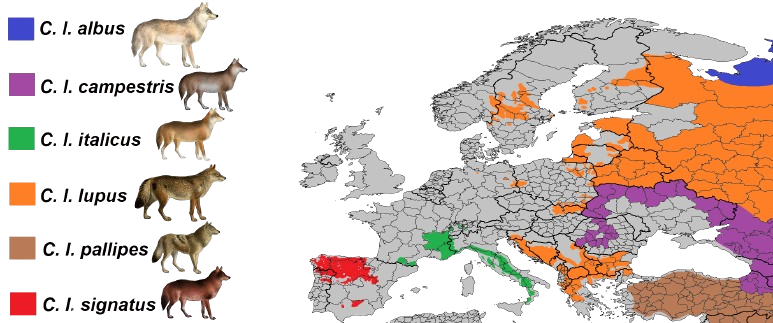 C. l. albus
C. l. campestris
C. l. italicus
C. l. lupus
C. l. pallipes
C. l. signatus